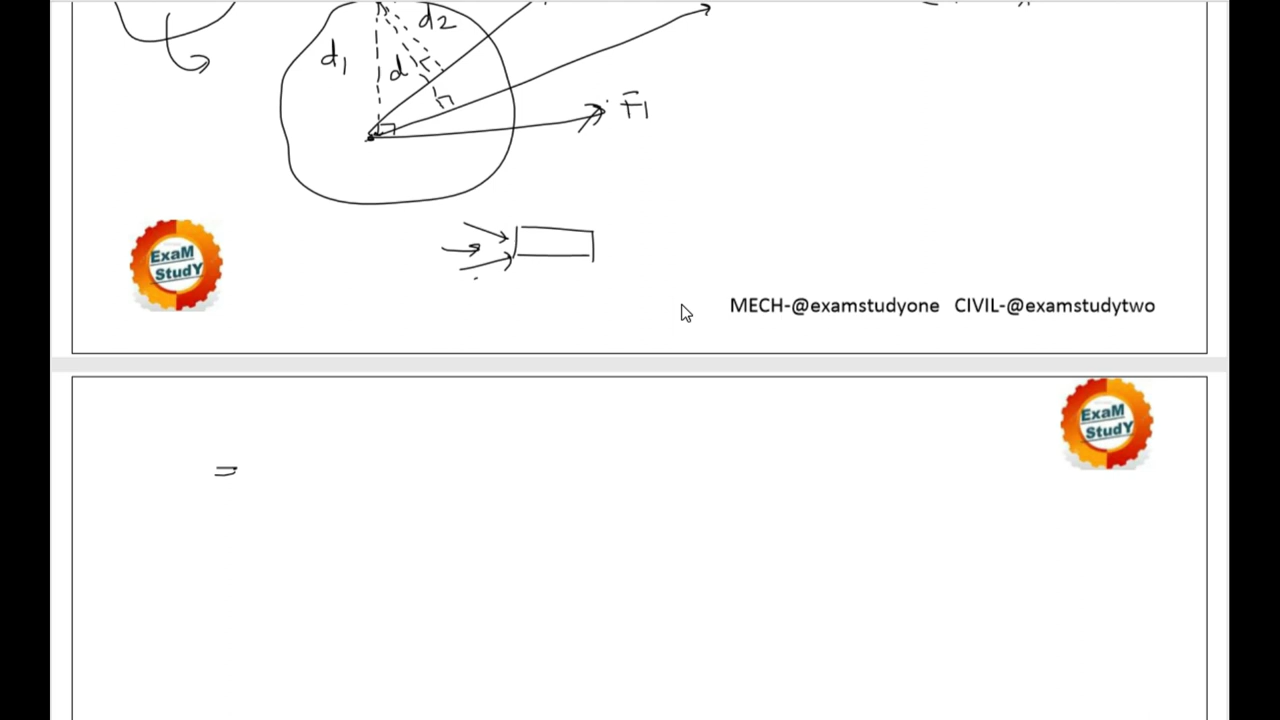 d2
d1
d
F1
ExaM
StudY
MECH-@examstudyone CIVIL-@examstudytwo
ExaM
StudY
=